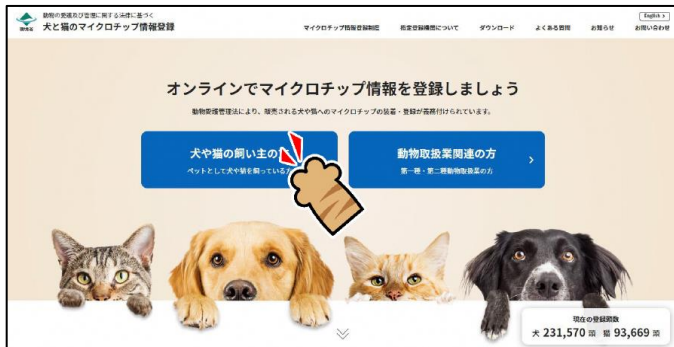 動物の愛護及び管理に関する法律に基づく
犬と猫のマイクロチップ情報登録
環境省
マイクロチップ情報登録制度
指定登録機関について
ダウンロード
よくある質問
お知らせ
English >
お問い合わせ
オンラインでマイクロチップ情報を登録しましょう
動物愛護管理法により、販売される犬や猫へのマイクロチップの装着・登録が義務付けられています。
犬や猫の飼い主の
ペットとして犬や猫を飼っている
動物取扱業関連の方
第一種・第二種動物取扱業の方
現在の登録頭数
犬 231,570 頭 猫 93,669 頭